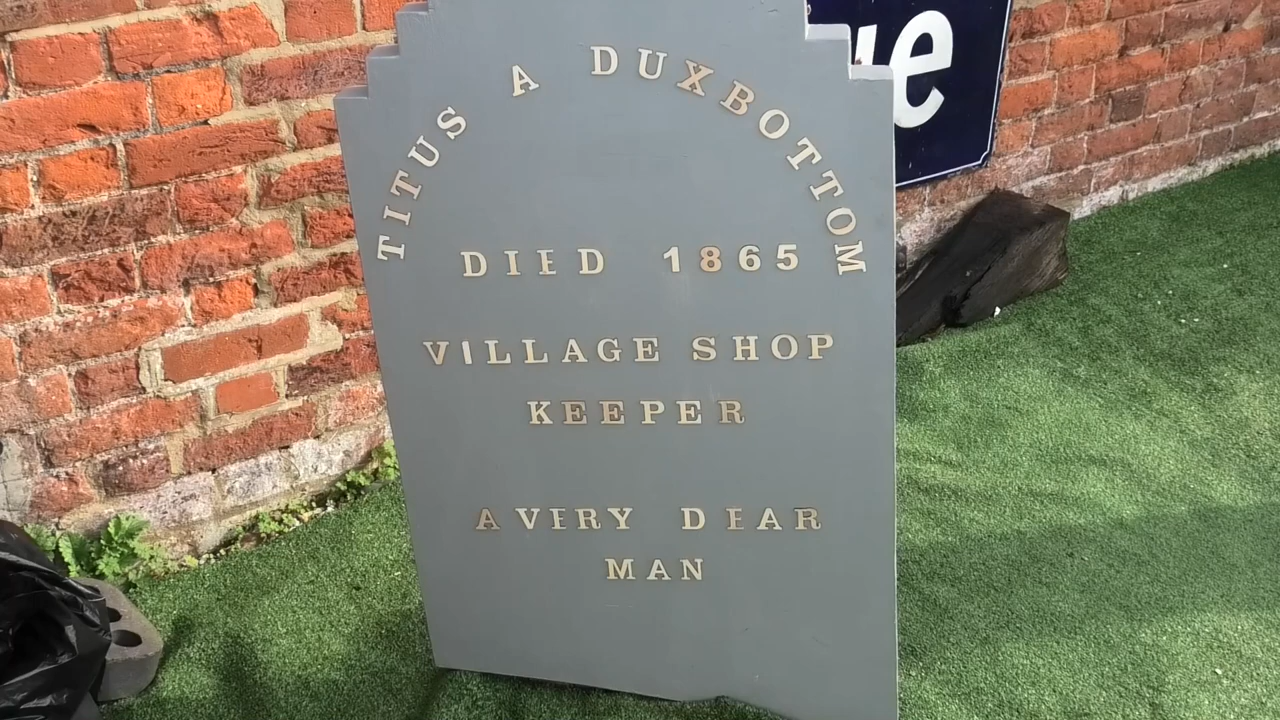 TITUS A DUXBOTTOM
DIED 1865
VILLAGE SHOP
KEEPER
A VERY DEAR
MAN